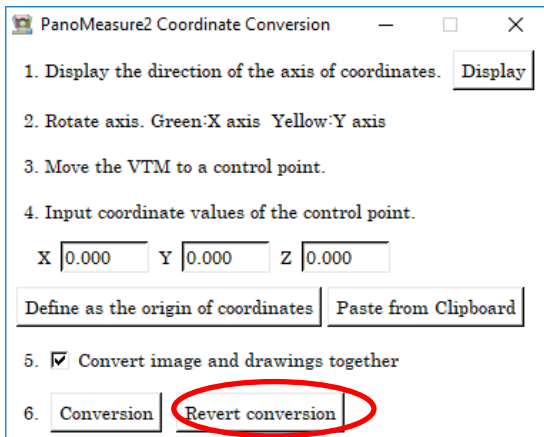 PanoMeasure2 Coordinate Conversion
1. Display the direction of the axis of coordinates. Display
2. Rotate axis. Green:X axis Yellow:Y axis
3. Move the VTM to a control point.
4. Input coordinate values of the control point.
X 0.000 Y 0.000 Z 0.000
Define as the origin of coordinates Paste from Clipboard
5. Convert image and drawings together
6. Conversion Revert conversion